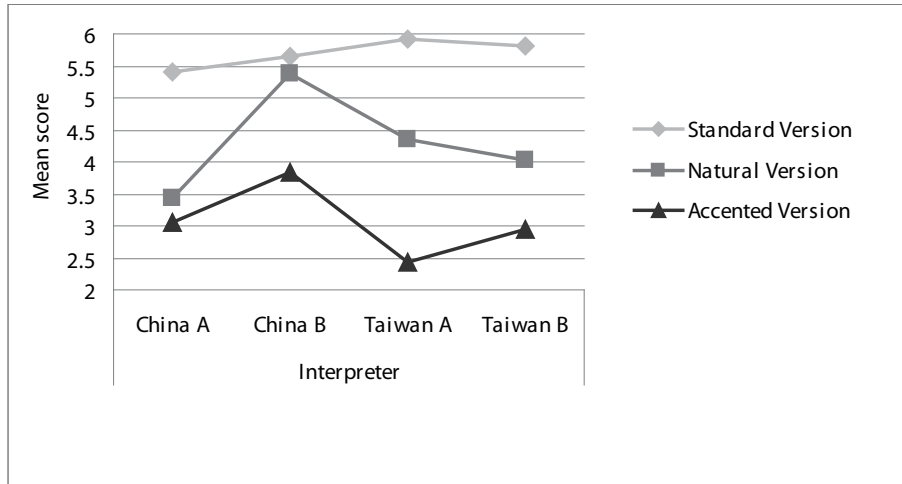 6
5.5
5
4.5
4
3.5
3
2.5
2
Mean score
China A China B Taiwan A Taiwan B
Interpreter
Standard Version
Natural Version
Accented Version